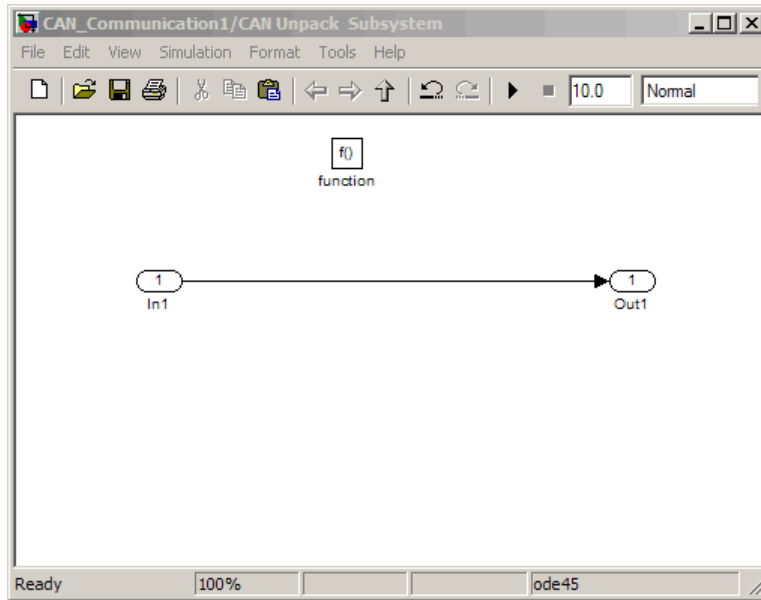 CAN_Communication1/CAN Unpack Subsystem
File Edit View Simulation Format Tools Help
10.0 Normal
f()
function
1 1
In1 Out1
Ready 100% ode45